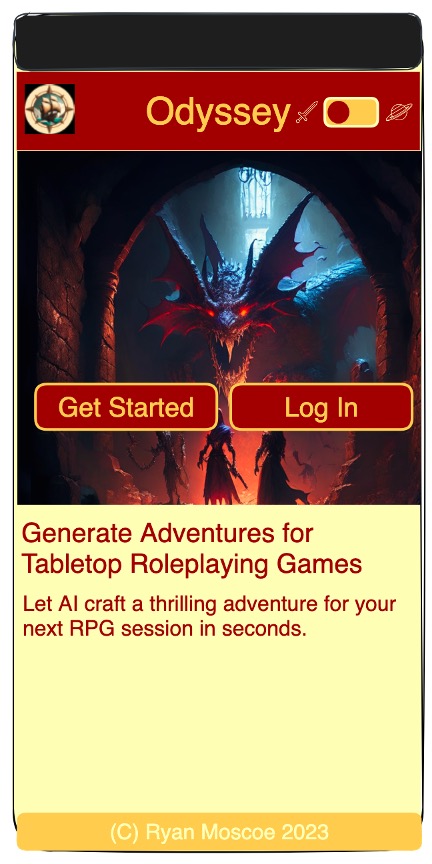 Odyssey
Get Started
Log In
Generate Adventures for
Tabletop Roleplaying Games
Let AI craft a thrilling adventure for your
next RPG session in seconds.
(C) Ryan Moscoe 2023